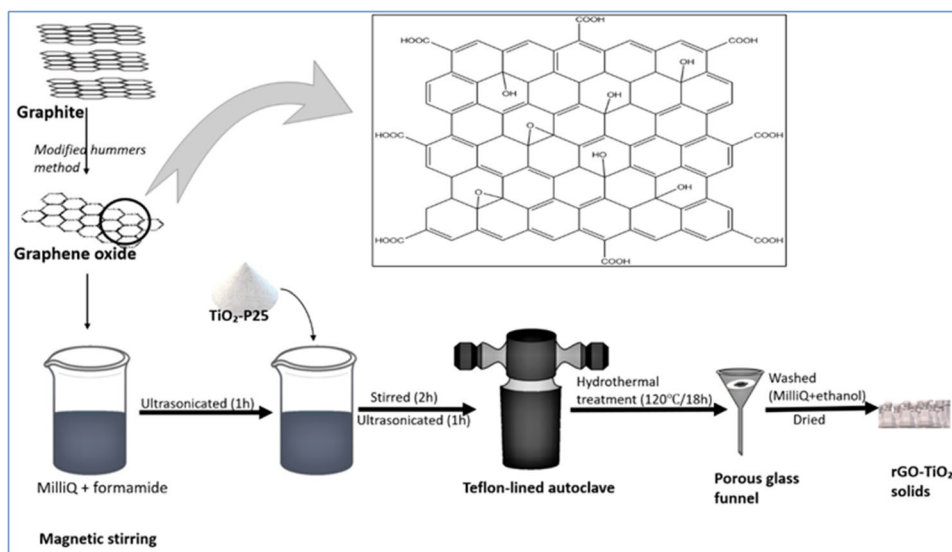 COOH
HOOC
COOH
OH
OH
OH
O
HOOC
COOH
HO
OH
O
HOOC
COOH
COOH
Graphite
Modified hummers
method
Graphene oxide
TiO₂-P25
Ultrasonicated (1h)
Stirred (2h)
Ultrasonicated (1h)
Hydrothermal
treatment (120℃/18h)
Washed
(MilliQ+ethanol)
Dried
MilliQ + formamide
Teflon-lined autoclave
Porous glass
funnel
rGO-TiO₂
solids
Magnetic stirring